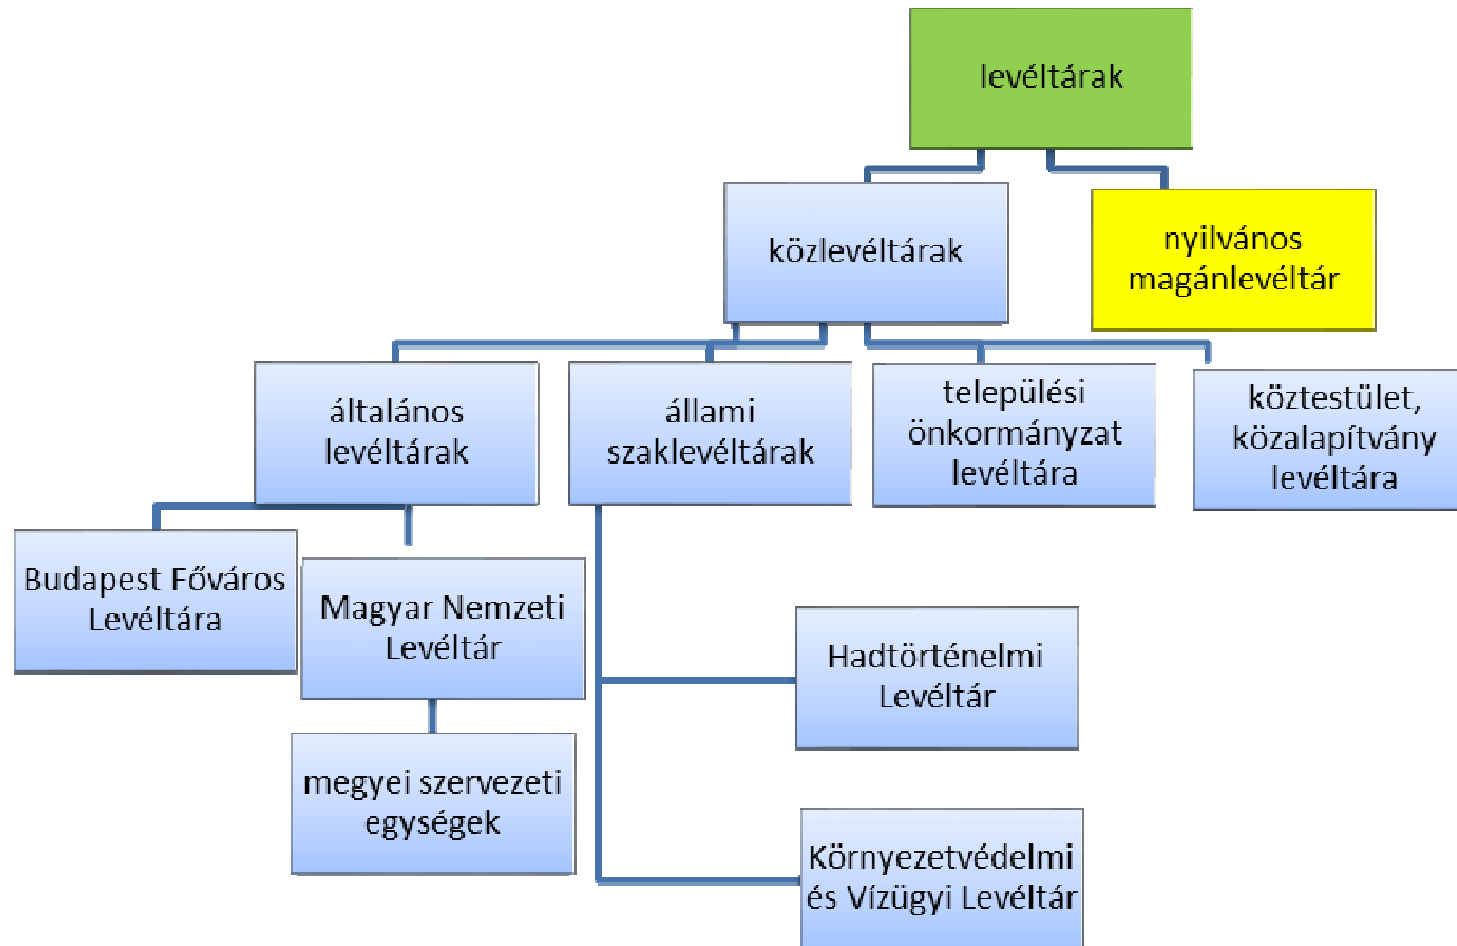 levéltárak
közlevéltárak
nyilvános
magánlevéltár
általános
levéltárak
állami
szaklevéltárak
települési
önkormányzat
levéltára
köztestület,
közalapítvány
levéltára
Budapest Főváros
Levéltára
Magyar Nemzeti
Levéltár
Hadtörténelmi
Levéltár
megyei szervezeti
egységek
Környezetvédelmi
és Vízügyi Levéltár